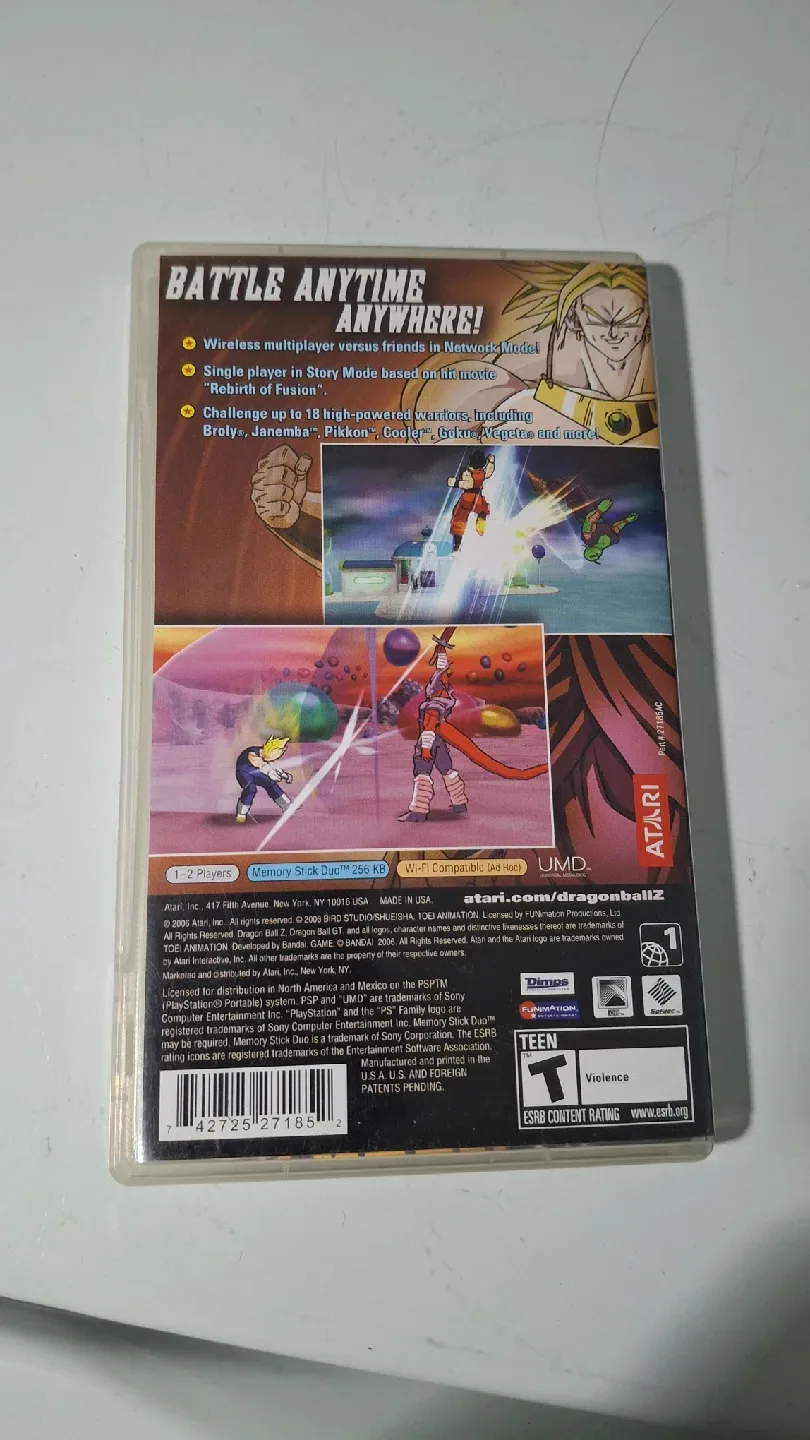 BATTLE ANYTIME
ANYWHERE!
Wireless multiplayer versus friends in Network Mode!
Single player in Story Mode based on hit movie
"Rebirth of Fusion".
Challenge up to 18 high-powered warriors, including
Broly®, Janemba™, Pikkon™, Cooler™, Goku®, Vegeta® and more!
Part # 27185AC
ATARI
1-2 Players
Memory Stick Duo™ 256 KB
Wi-Fi Compatible (Ad Hoc)
UMD™
Atari, Inc., 417 Fifth Avenue, New York, NY 10016 USA MADE IN USA.
atari.com/dragonballZ
© 2006 Atari, Inc. All rights reserved. © 2006 BIRD STUDIO/SHUEISHA, TOEI ANIMATION. Licensed by FUNimation Productions, Ltd.
All Rights Reserved. Dragon Ball Z, Dragon Ball GT, and all logos, character names and distinctive likenesses thereof are trademarks of
TOEI ANIMATION. Developed by Bandai. GAME: © BANDAI 2006. All Rights Reserved. Atari and the Atari logo are trademarks owned
by Atari Interactive, Inc. All other trademarks are the property of their respective owners.
Marketed and distributed by Atari, Inc., New York, NY.
1
Licensed for distribution in North America and Mexico on the PSPTM
(PlayStation® Portable) system. PSP and "UMD" are trademarks of Sony
Computer Entertainment Inc. "PlayStation" and the "PS" Family logo are
registered trademarks of Sony Computer Entertainment Inc. Memory Stick Duo™
may be required. Memory Stick Duo is a trademark of Sony Corporation. The ESRB
rating icons are registered trademarks of the Entertainment Software Association.
Manufactured and printed in the
U.S.A. U.S. AND FOREIGN
PATENTS PENDING.
Dimps
FUNIMATION
ENTERTAINMENT
Sofdec™
TEEN
T
Violence
ESRB CONTENT RATING www.esrb.org
7 42725 27185 2